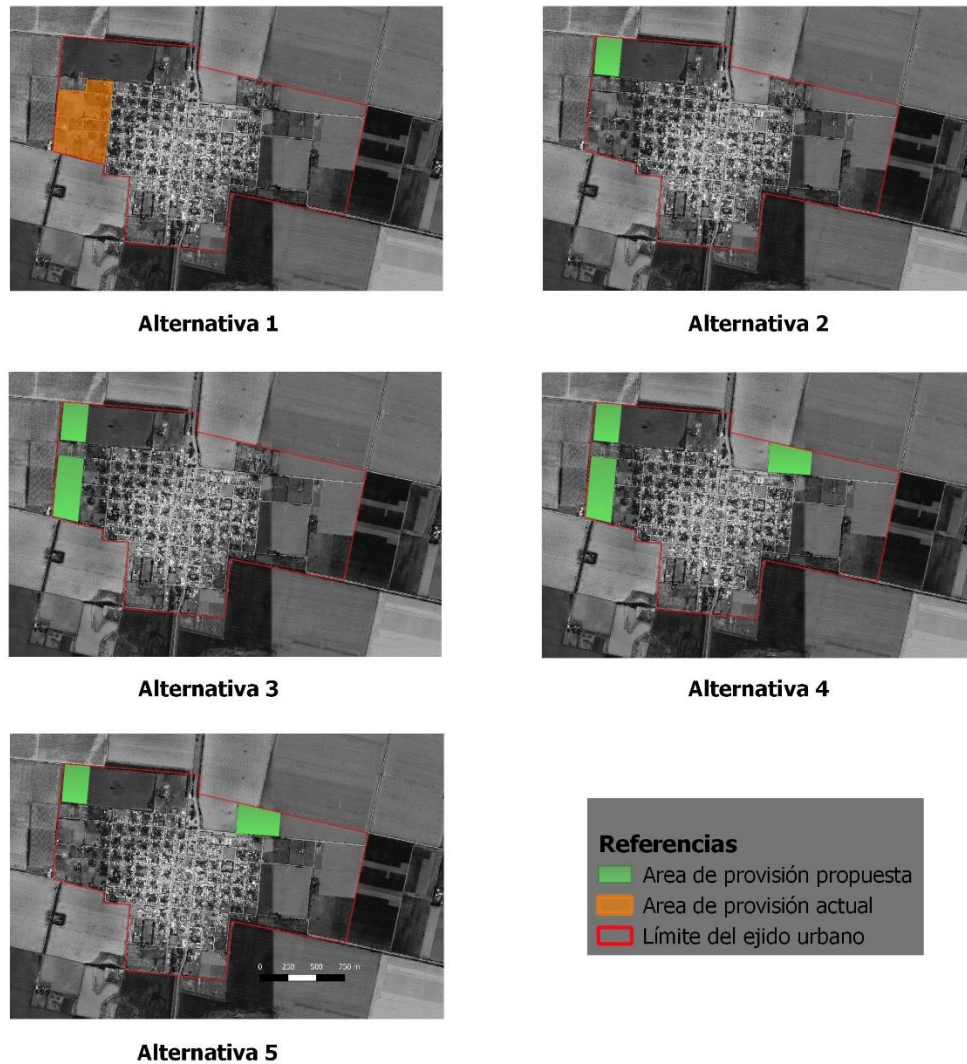 Alternativa 1
Alternativa 2
Alternativa 3
Alternativa 4
0 250 500 750 m
Alternativa 5
Referencias
Area de provisión propuesta
Area de provisión actual
Límite del ejido urbano